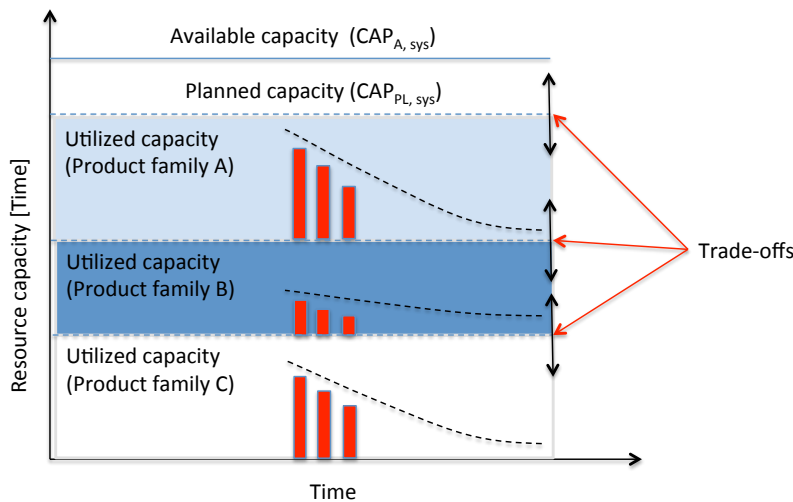 Available capacity (CAPA, sys)
Planned capacity (CAPPL, sys)
Utilized capacity
(Product family A)
Utilized capacity
(Product family B)
Utilized capacity
(Product family C)
Trade-offs
Resource capacity [Time]
Time